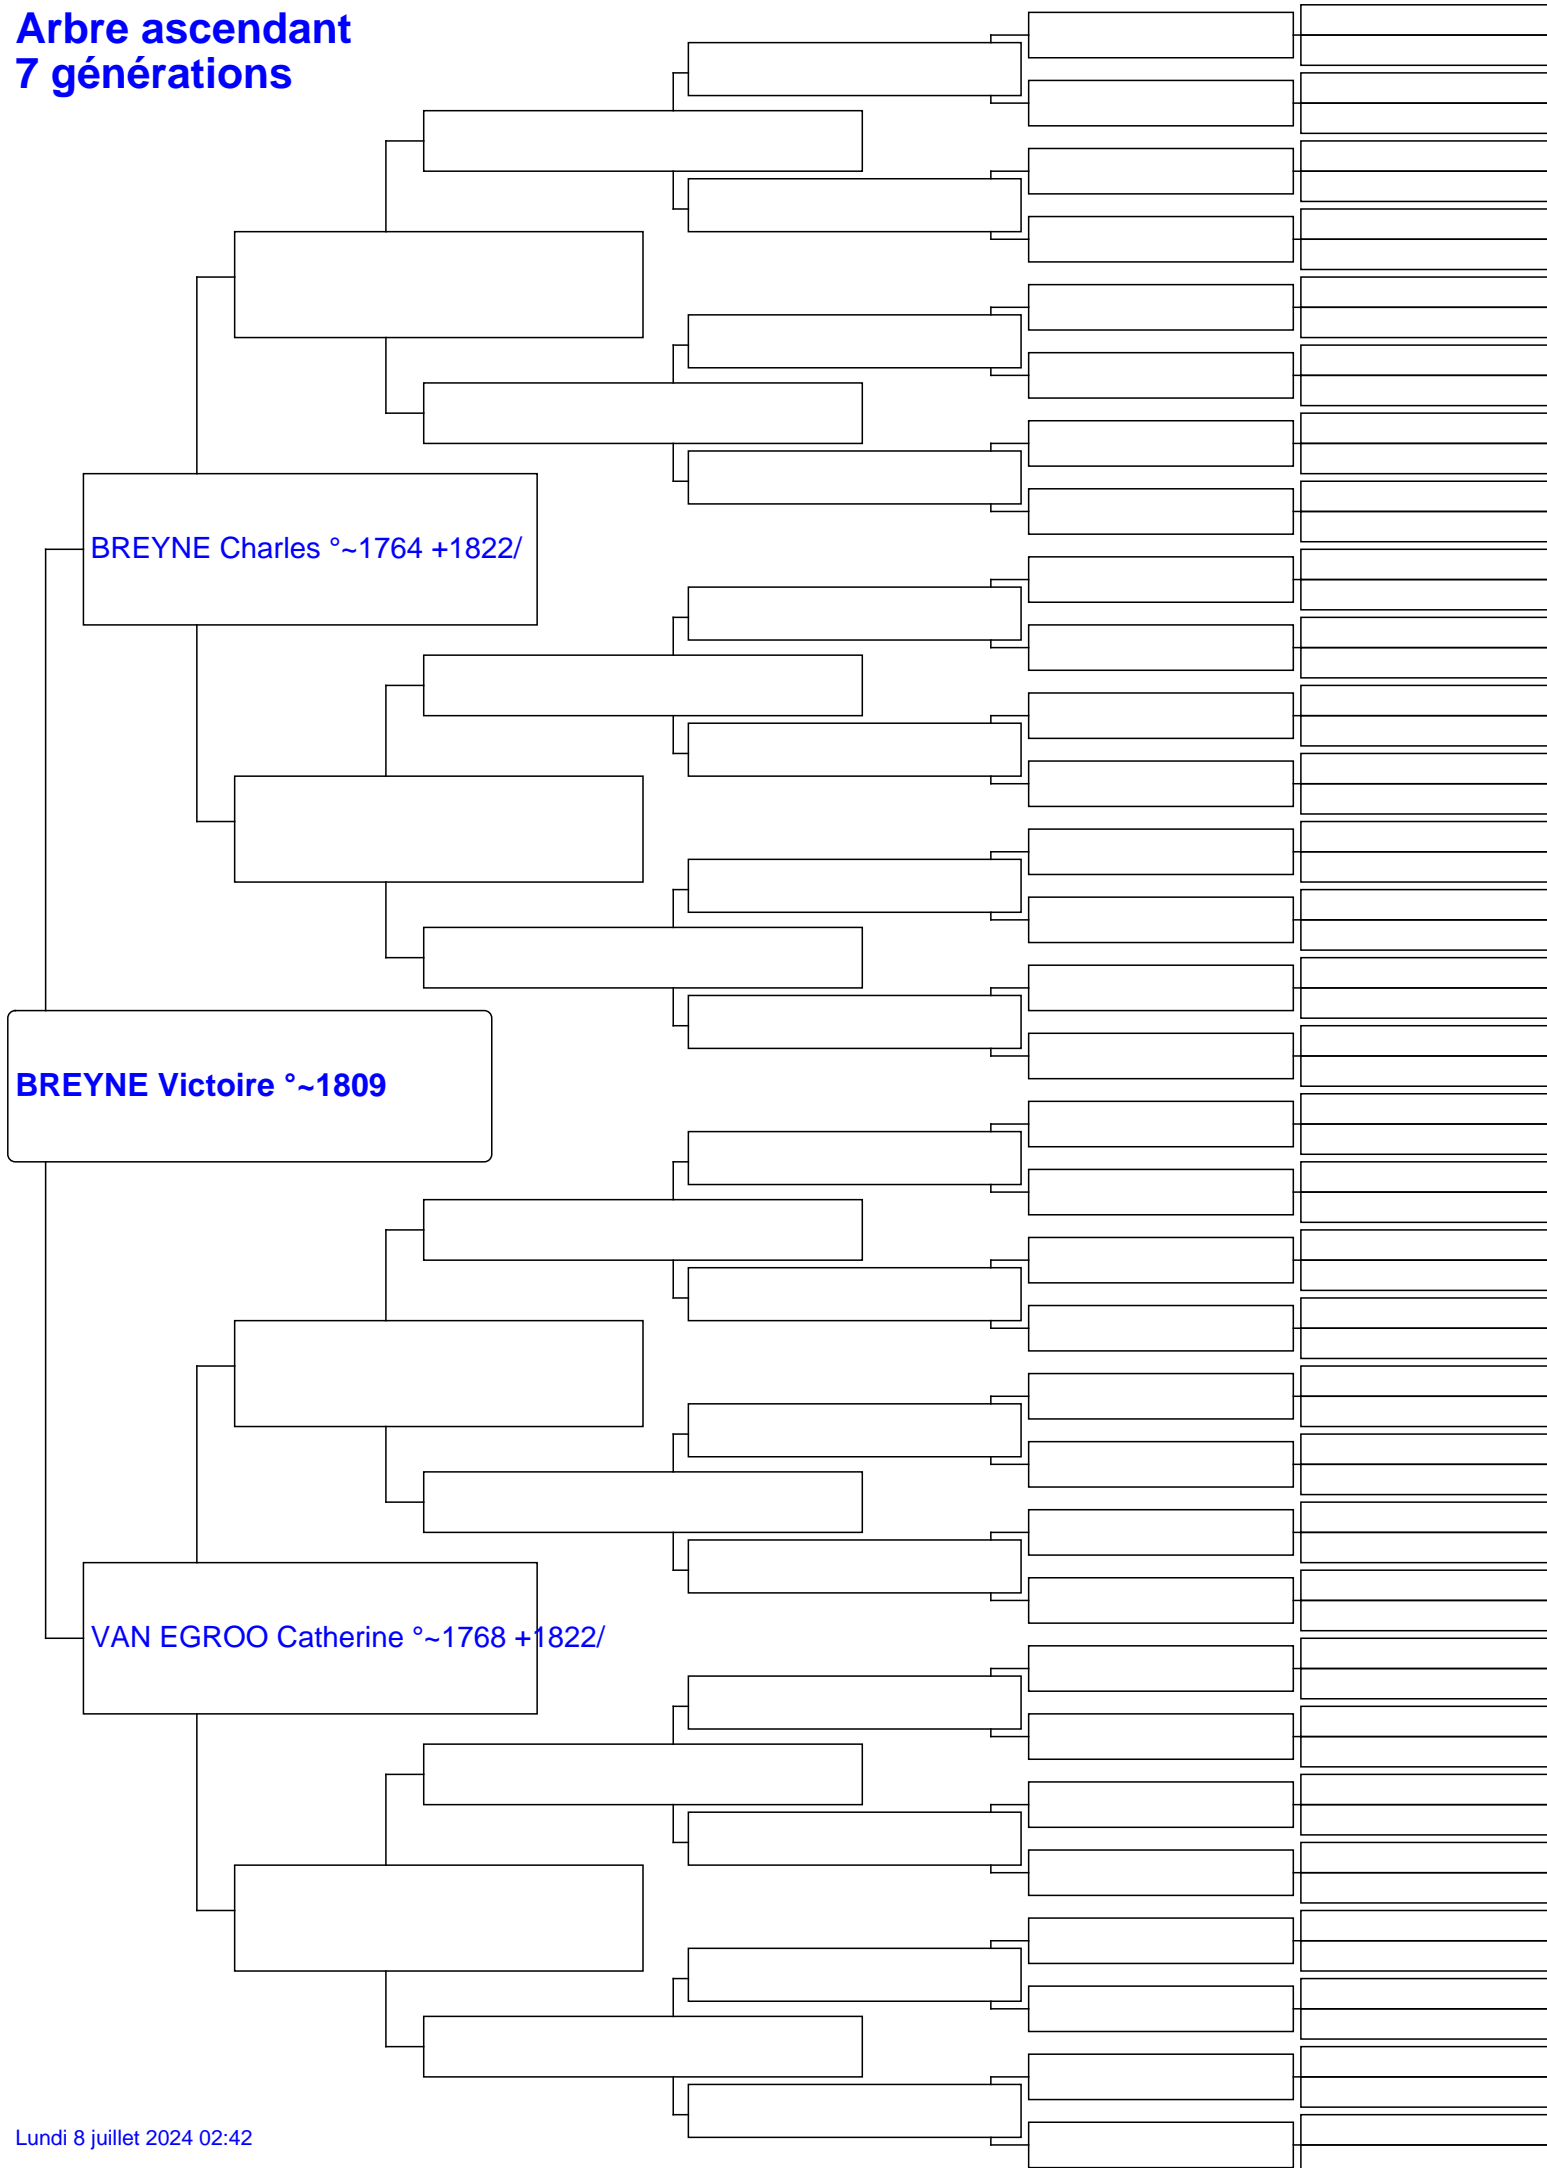 Arbre ascendant
7 générations
BREYNE Charles °~1764 +1822/
BREYNE Victoire °~1809
VAN EGROO Catherine °~1768 +1822/
Lundi 8 juillet 2024 02:42